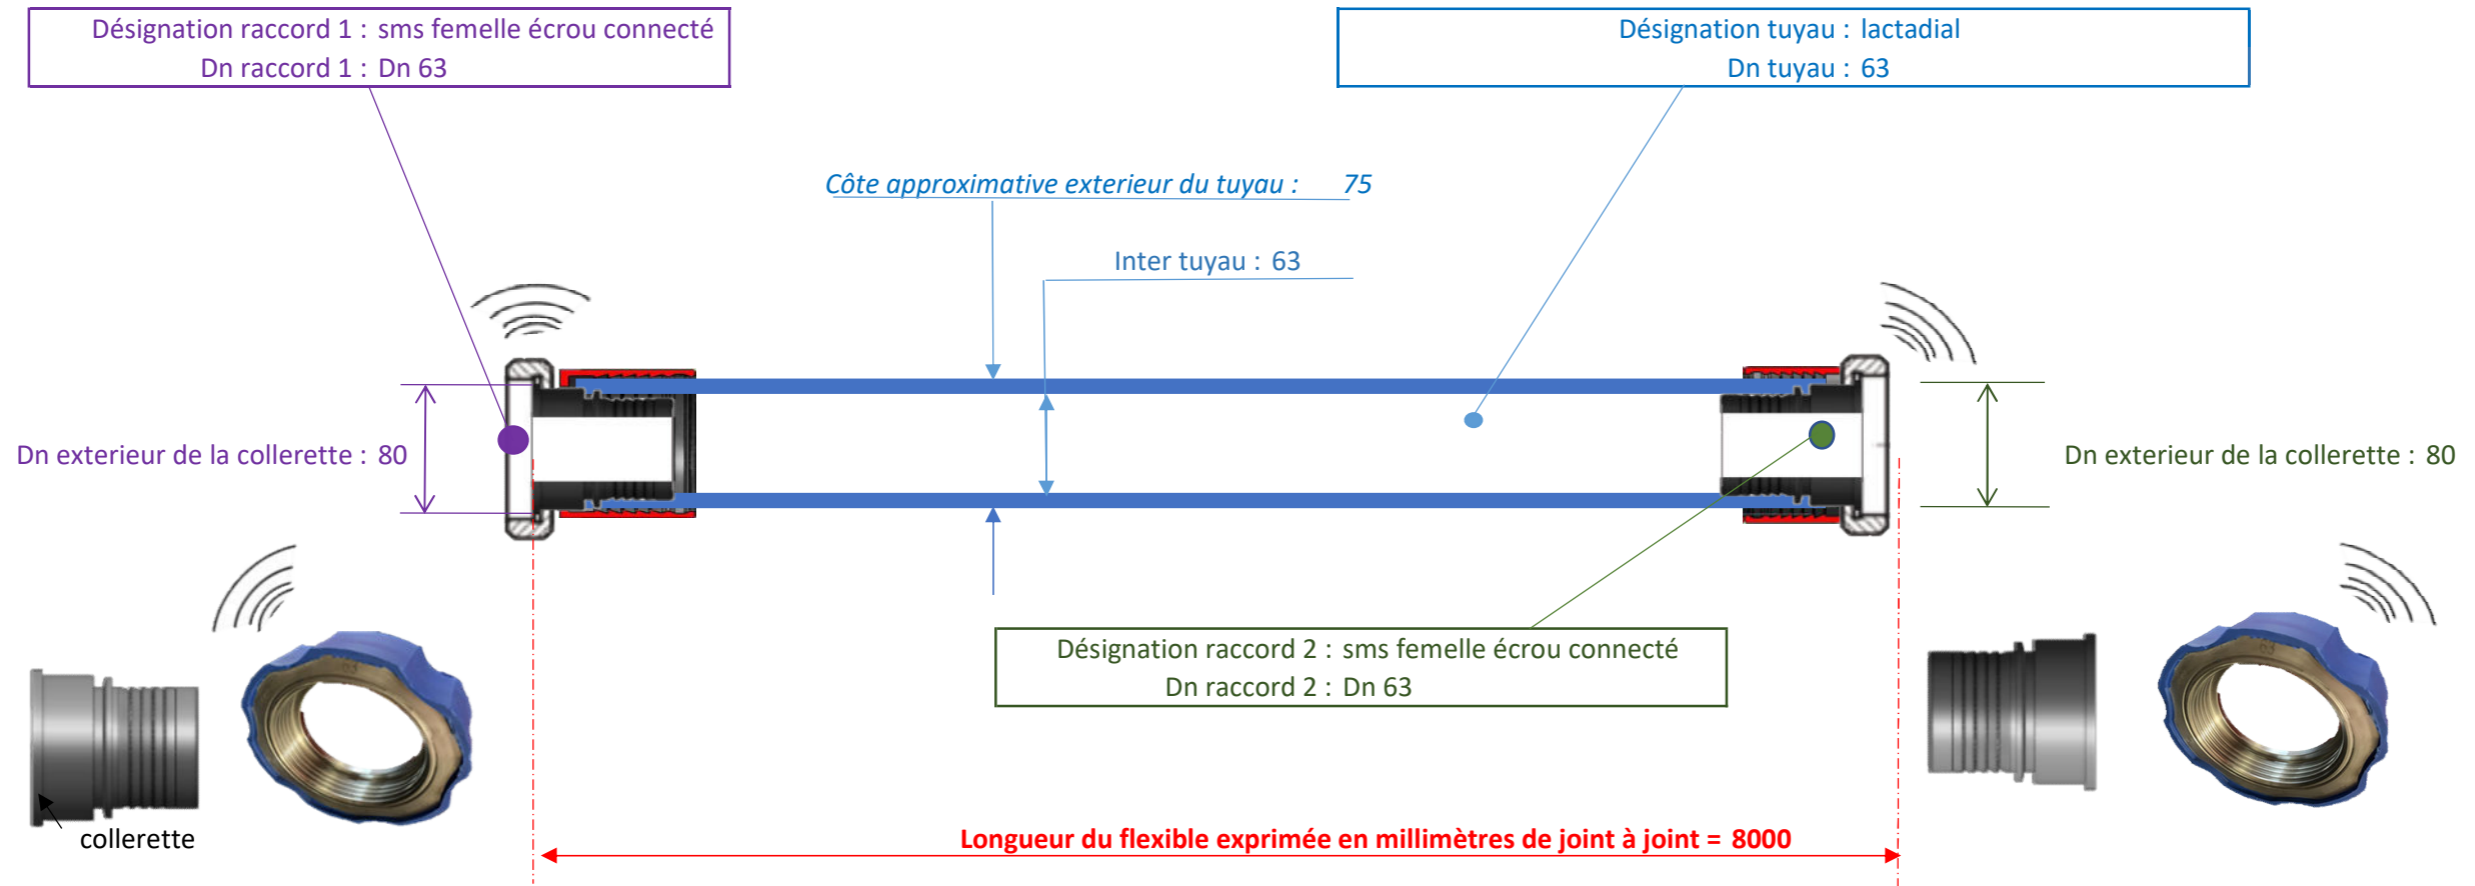 Désignation raccord 1 : sms femelle écrou connecté
Dn raccord 1 : Dn 63
Désignation tuyau : lactadial
Dn tuyau : 63
Côte approximative exterieur du tuyau : 75
Inter tuyau : 63
Dn exterieur de la collerette : 80
Dn exterieur de la collerette : 80
Désignation raccord 2 : sms femelle écrou connecté
Dn raccord 2 : Dn 63
collerette
Longueur du flexible exprimée en millimètres de joint à joint = 8000